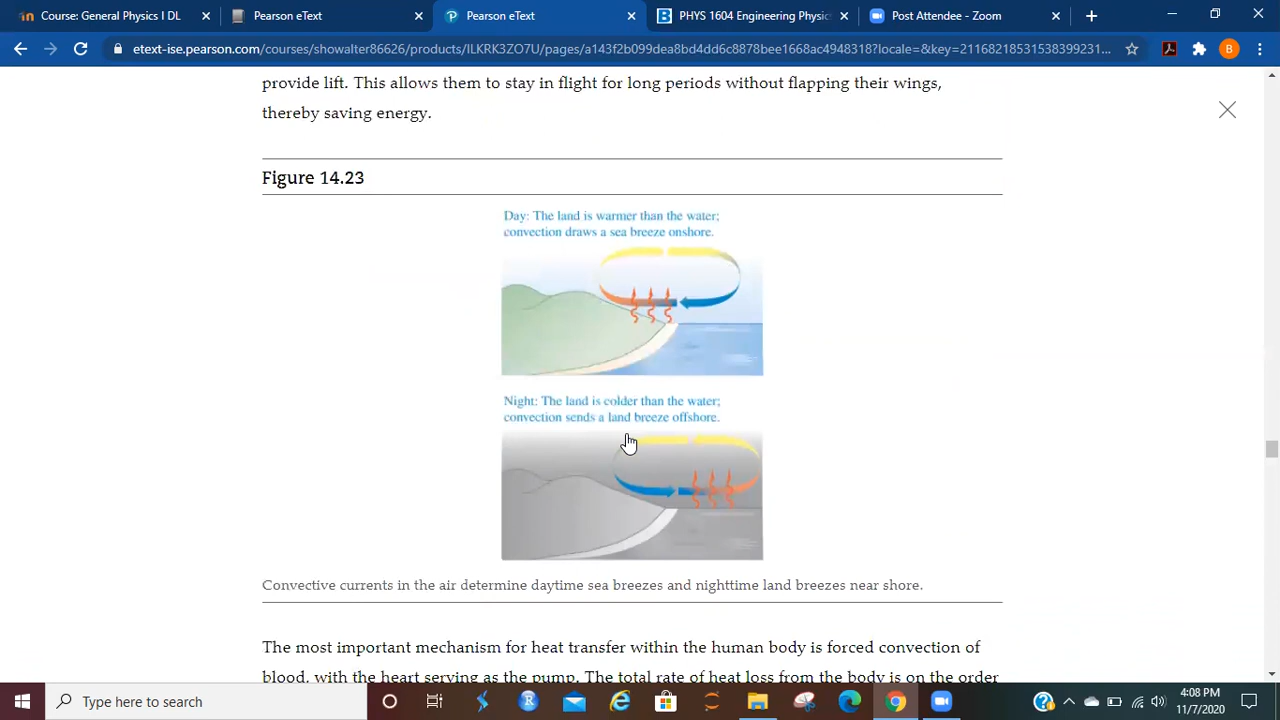 Course: General Physics I DL
Pearson eText
Pearson eText
PHYS 1604 Engineering Physic
Post Attendee - Zoom
etext-ise.pearson.com/courses/showalter86626/products/ILKRK3ZO7U/pages/a143f2b099dea8bd4dd6c8878bee1668ac4948318?locale=&key=21168218531538399231...
provide lift. This allows them to stay in flight for long periods without flapping their wings,
thereby saving energy.
Figure 14.23
Day: The land is warmer than the water;
convection draws a sea breeze onshore.
Night: The land is colder than the water;
convection sends a land breeze offshore.
Convective currents in the air determine daytime sea breezes and nighttime land breezes near shore.
The most important mechanism for heat transfer within the human body is forced convection of
blood, with the heart serving as the pump. The total rate of heat loss from the body is on the order
Type here to search
4:08 PM
11/7/2020